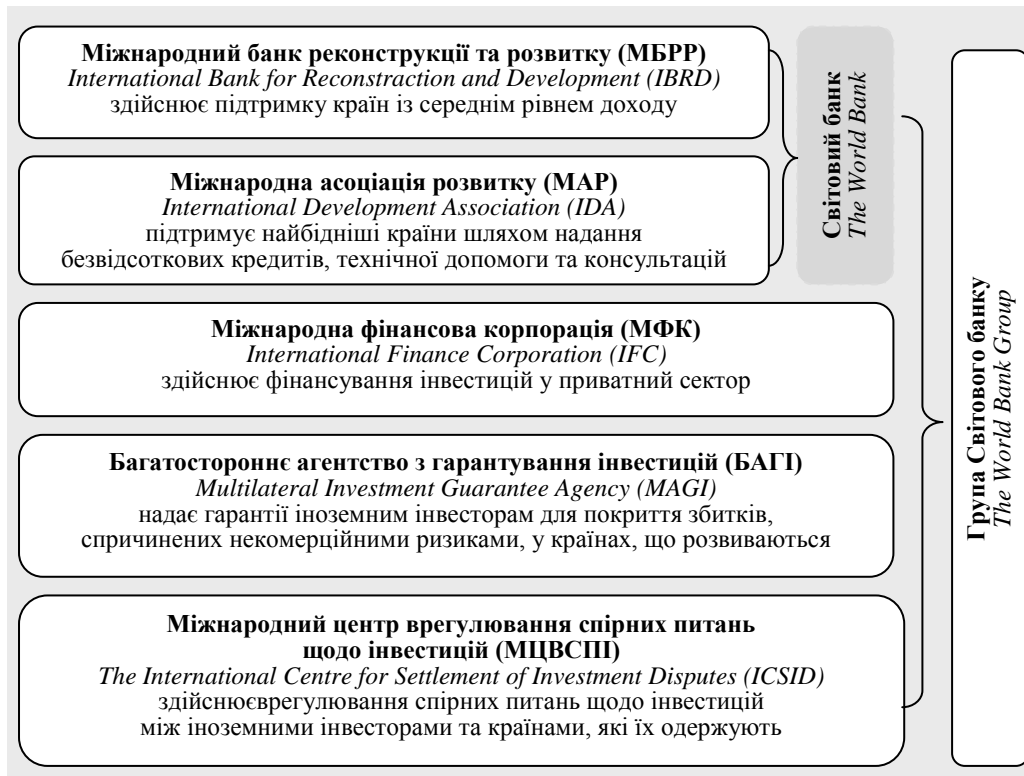 Міжнародний банк реконструкції та розвитку (МБРР)
International Bank for Reconstruction and Development (IBRD)
здійснює підтримку країн із середнім рівнем доходу
Міжнародна асоціація розвитку (МАР)
International Development Association (IDA)
підтримує найбідніші країни шляхом надання
безвідсоткових кредитів, технічної допомоги та консультацій
Світовий банк
The World Bank
Міжнародна фінансова корпорація (МФК)
International Finance Corporation (IFC)
здійснює фінансування інвестицій у приватний сектор
Багатостороннє агентство з гарантування інвестицій (БАГІ)
Multilateral Investment Guarantee Agency (MAGI)
надає гарантії іноземним інвесторам для покриття збитків,
спричинених некомерційними ризиками, у країнах, що розвиваються
Міжнародний центр врегулювання спірних питань
щодо інвестицій (МЦВСПІ)
The International Centre for Settlement of Investment Disputes (ICSID)
здійснюєврегулювання спірних питань щодо інвестицій
між іноземними інвесторами та країнами, які їх одержують
Група Світового банку
The World Bank Group